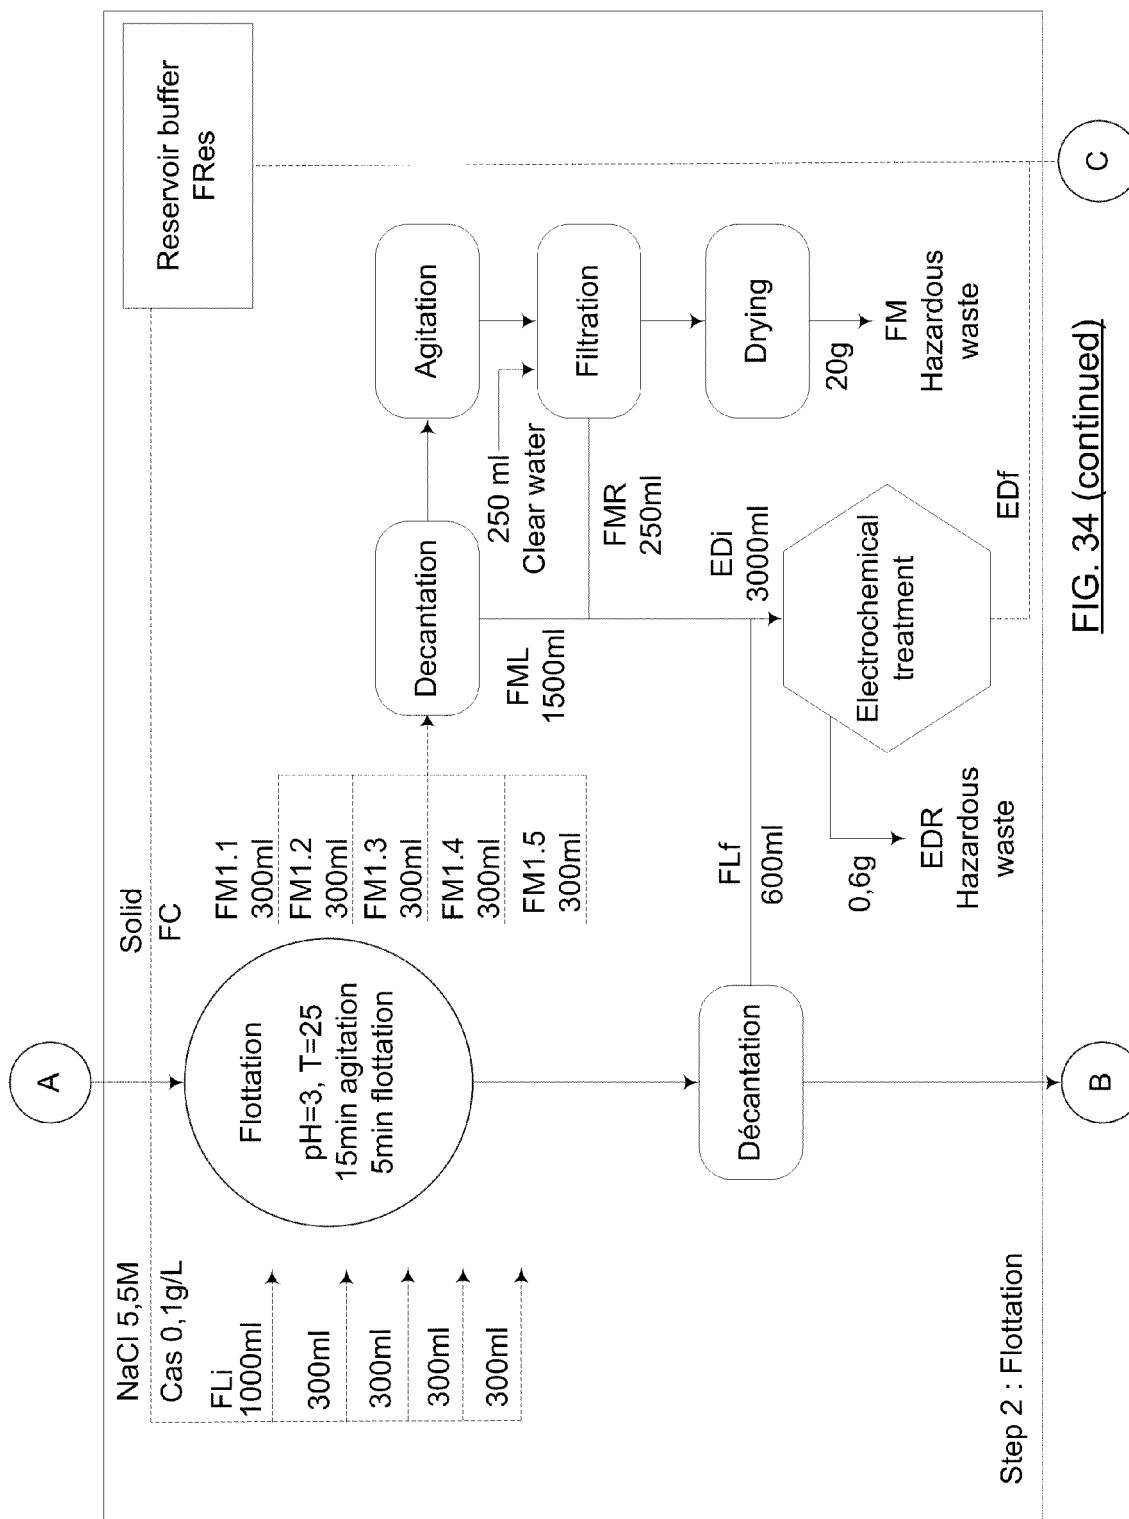 A
NaCl 5,5M
Cas 0,1g/L
Solid
FC
Reservoir buffer
FRes
FLi
1000ml
300ml
300ml
300ml
300ml
Flottation
pH=3, T=25
15min agitation
5min flottation
FM1.1
300ml
FM1.2
300ml
FM1.3
300ml
FM1.4
300ml
FM1.5
300ml
Decantation
Agitation
250 ml
Clear water
Filtration
FML
1500ml
FMR
250ml
Drying
20g
FM
Hazardous
waste
Décantation
FLf
600ml
EDi
3000ml
Electrochemical
treatment
0,6g
EDR
Hazardous
waste
EDf
Step 2 : Flottation
B
C
FIG. 34 (continued)